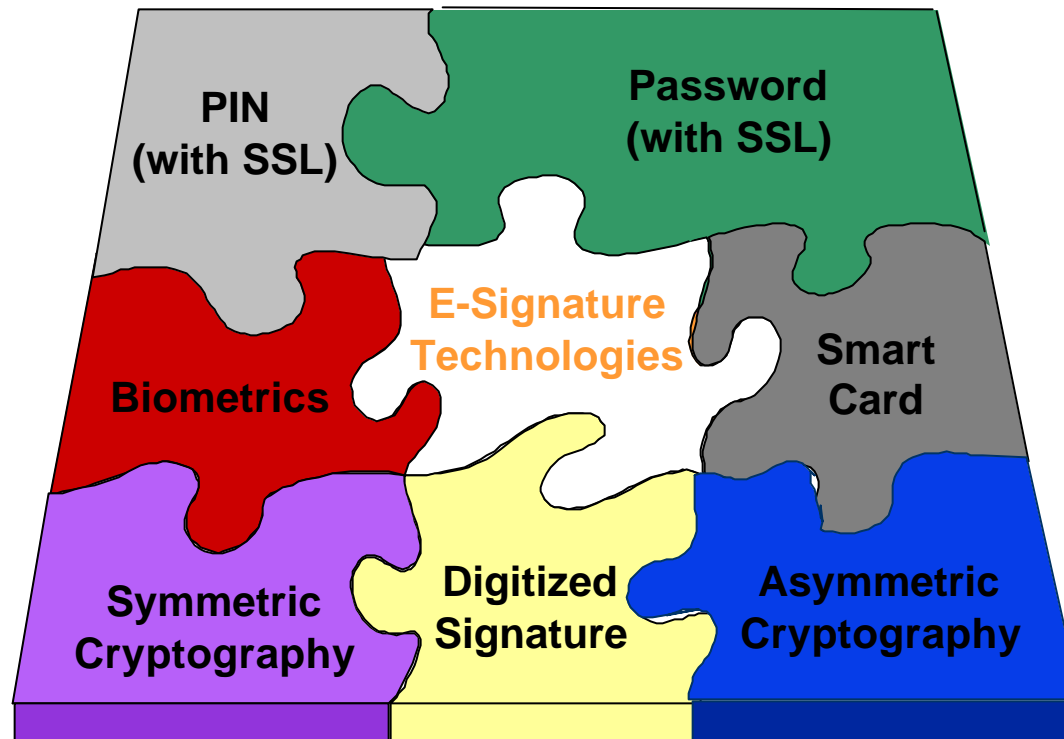 PIN
(with SSL)
Password
(with SSL)
E-Signature
Technologies
Biometrics
Smart
Card
Symmetric
Cryptography
Digitized
Signature
Asymmetric
Cryptography